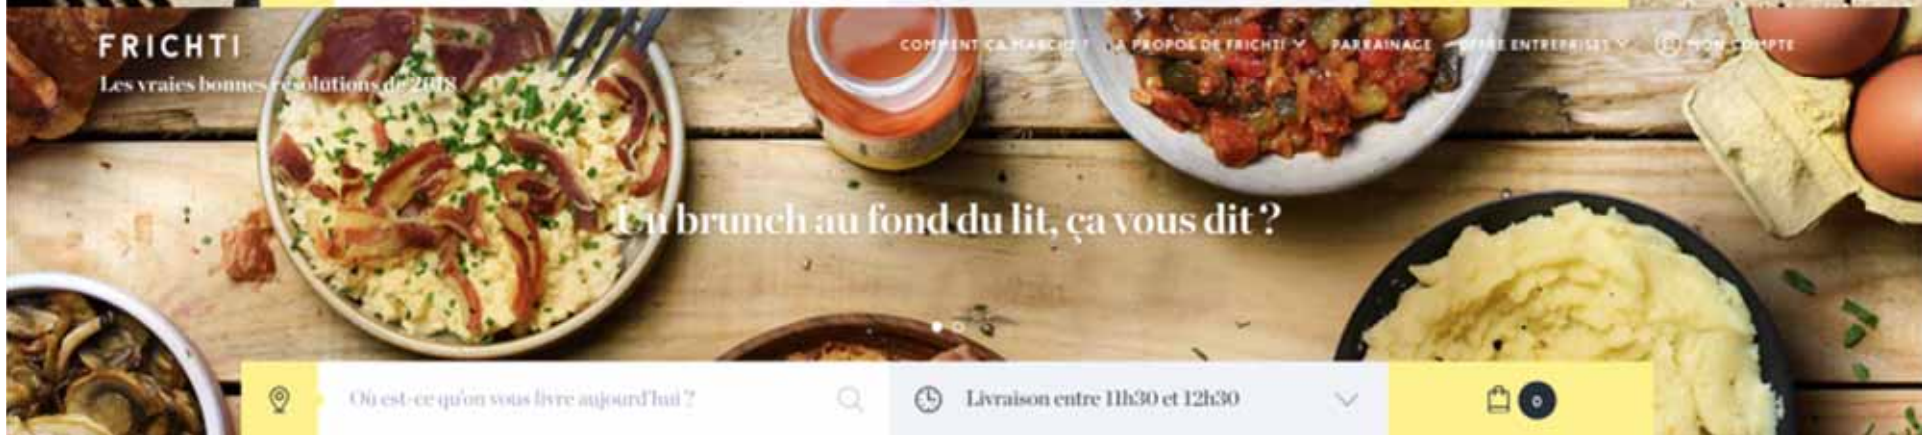 FRICHTI
COMMENT ÇA MARCHE ? A PROPOS DE FRICHTI PARRAINAGE OFFRE ENTREPRISES MON COMPTE
Les vraies bonnes résolutions de 2018
Un brunch au fond du lit, ça vous dit ?
Où est-ce qu'on vous livre aujourd'hui ? Livraison entre 11h30 et 12h30 0